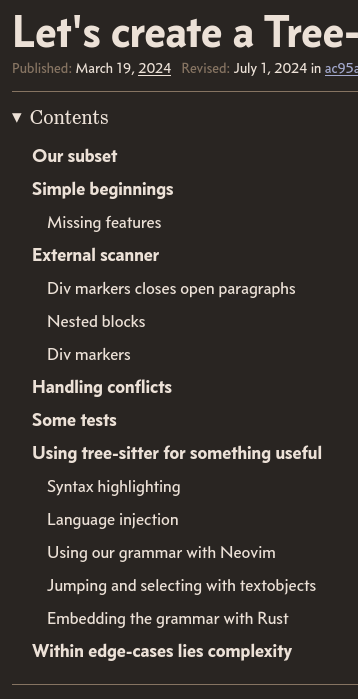 Let's create a Tree-
Published: March 19, 2024 Revised: July 1, 2024 in ac95a
▼ Contents
Our subset
Simple beginnings
Missing features
External scanner
Div markers closes open paragraphs
Nested blocks
Div markers
Handling conflicts
Some tests
Using tree-sitter for something useful
Syntax highlighting
Language injection
Using our grammar with Neovim
Jumping and selecting with textobjects
Embedding the grammar with Rust
Within edge-cases lies complexity